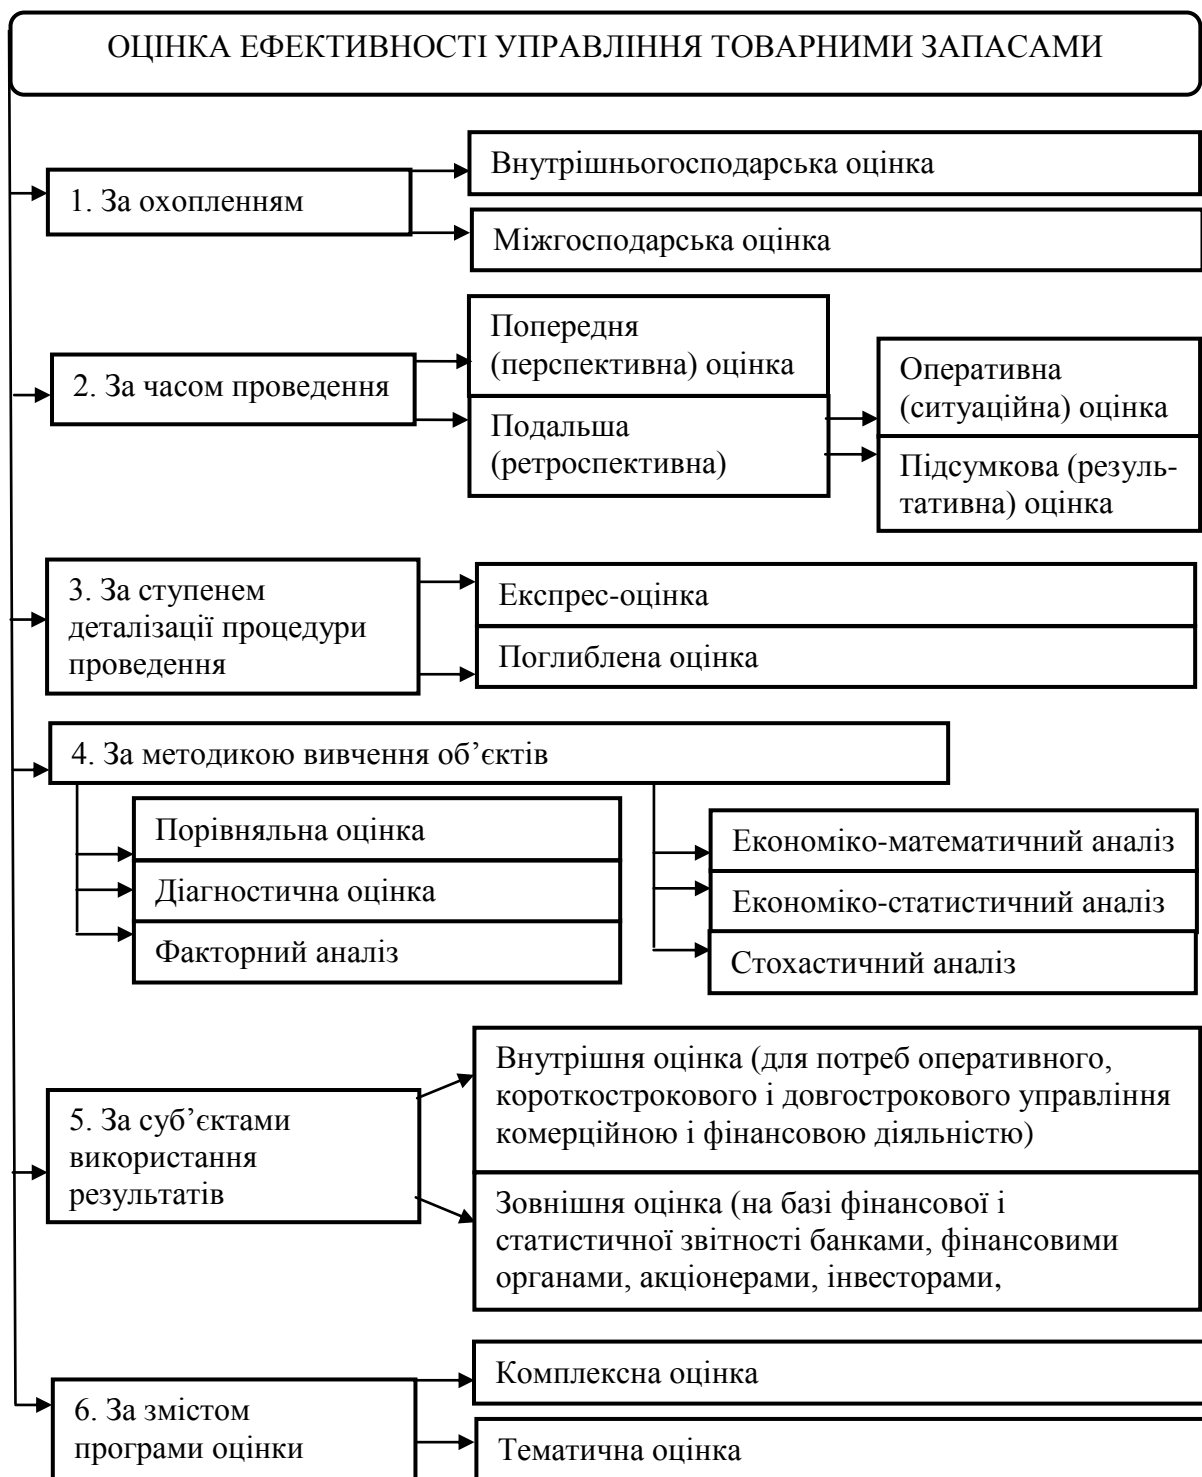 ОЦІНКА ЕФЕКТИВНОСТІ УПРАВЛІННЯ ТОВАРНИМИ ЗАПАСАМИ
1. За охопленням
Внутрішньогосподарська оцінка
Міжгосподарська оцінка
2. За часом проведення
Попередня
(перспективна) оцінка
Подальша
(ретроспективна)
Оперативна
(ситуаційна) оцінка
Підсумкова (резуль-
тативна) оцінка
3. За ступенем
деталізації процедури
проведення
Експрес-оцінка
Поглиблена оцінка
4. За методикою вивчення об’єктів
Порівняльна оцінка
Діагностична оцінка
Факторний аналіз
Економіко-математичний аналіз
Економіко-статистичний аналіз
Стохастичний аналіз
5. За суб’єктами
використання
результатів
Внутрішня оцінка (для потреб оперативного,
короткострокового і довгострокового управління
комерційною і фінансовою діяльністю)
Зовнішня оцінка (на базі фінансової і
статистичної звітності банками, фінансовими
органами, акціонерами, інвесторами,
6. За змістом
програми оцінки
Комплексна оцінка
Тематична оцінка